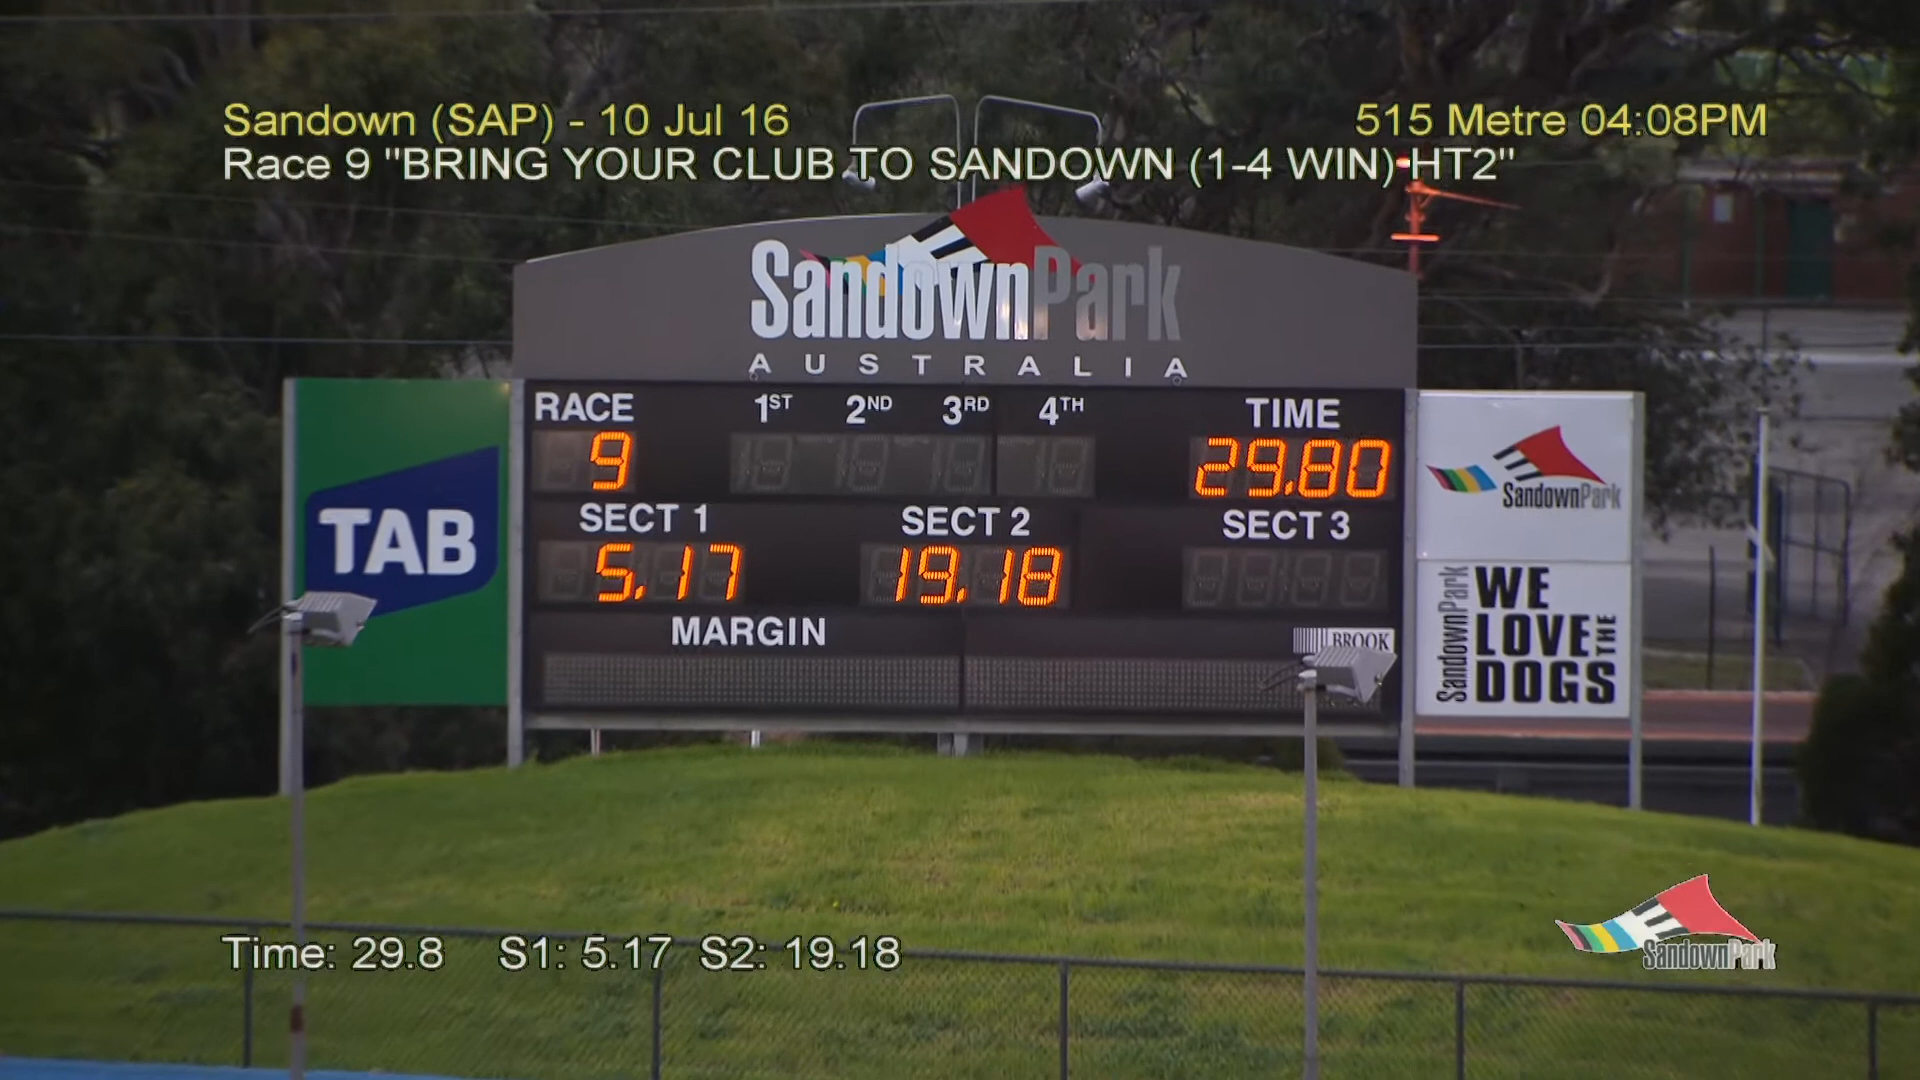 Sandown (SAP) - 10 Jul 16
515 Metre 04:08PM
Race 9 "BRING YOUR CLUB TO SANDOWN (1-4 WIN) HT2"
SandownPark
AUSTRALIA
RACE 1ST 2ND 3RD 4TH TIME
9 29.80
SECT 1 SECT 2 SECT 3
5.17 19.18
MARGIN
BROOK
TAB
SandownPark
SandownPark
WE
LOVE THE
DOGS
Time: 29.8 S1: 5.17 S2: 19.18
SandownPark